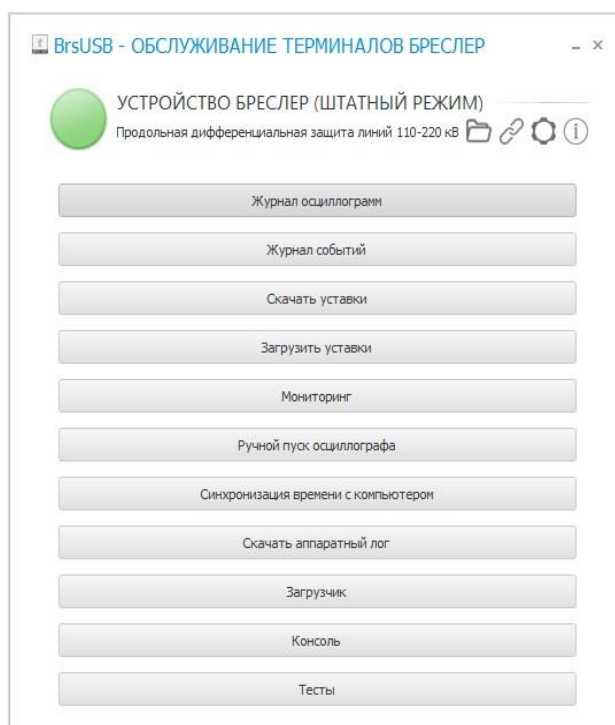 BrsUSB - ОБСЛУЖИВАНИЕ ТЕРМИНАЛОВ БРЕСЛЕР
УСТРОЙСТВО БРЕСЛЕР (ШТАТНЫЙ РЕЖИМ)
Продольная дифференциальная защита линий 110-220 кВ
Журнал осциллограмм
Журнал событий
Скачать уставки
Загрузить уставки
Мониторинг
Ручной пуск осциллографа
Синхронизация времени с компьютером
Скачать аппаратный лог
Загрузчик
Консоль
Тесты